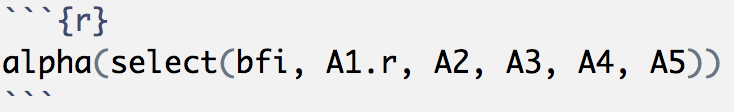 ```{r}
alpha(select(bfi, A1.r, A2, A3, A4, A5))
```